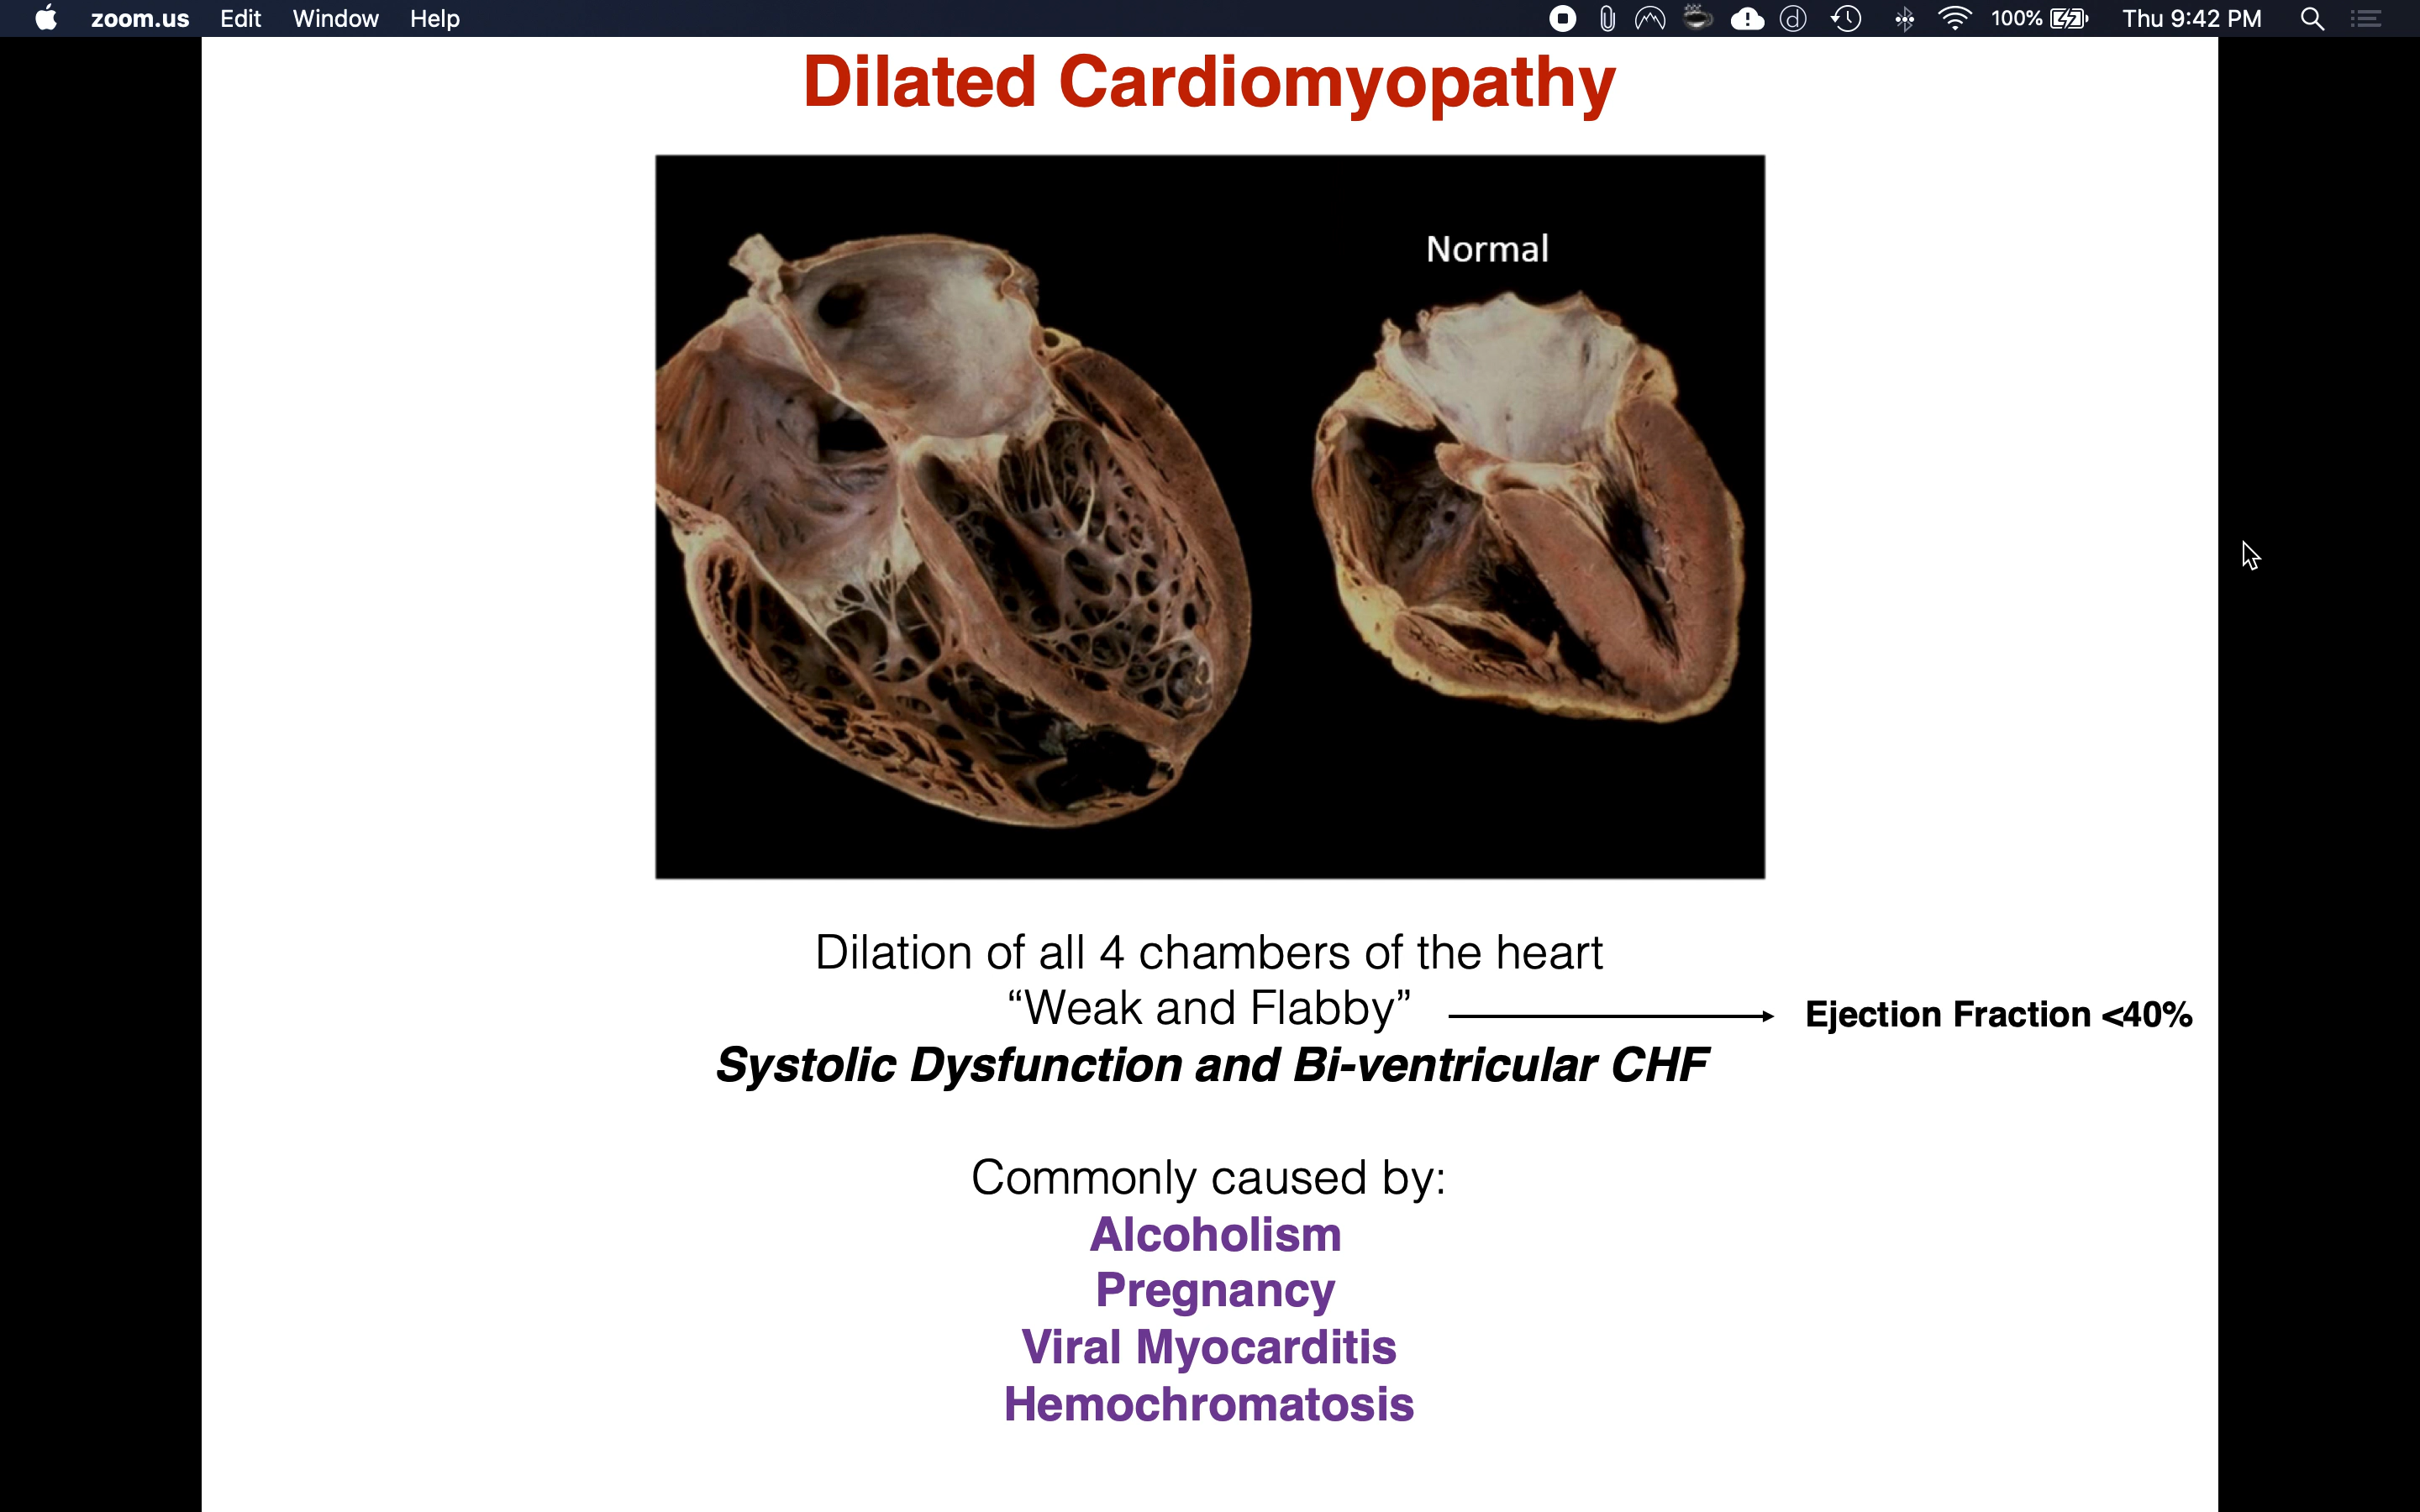 zoom.us Edit Window Help 100% Thu 9:42 PM
Dilated Cardiomyopathy
Normal
Dilation of all 4 chambers of the heart
“Weak and Flabby” Ejection Fraction <40%
Systolic Dysfunction and Bi-ventricular CHF
Commonly caused by:
Alcoholism
Pregnancy
Viral Myocarditis
Hemochromatosis